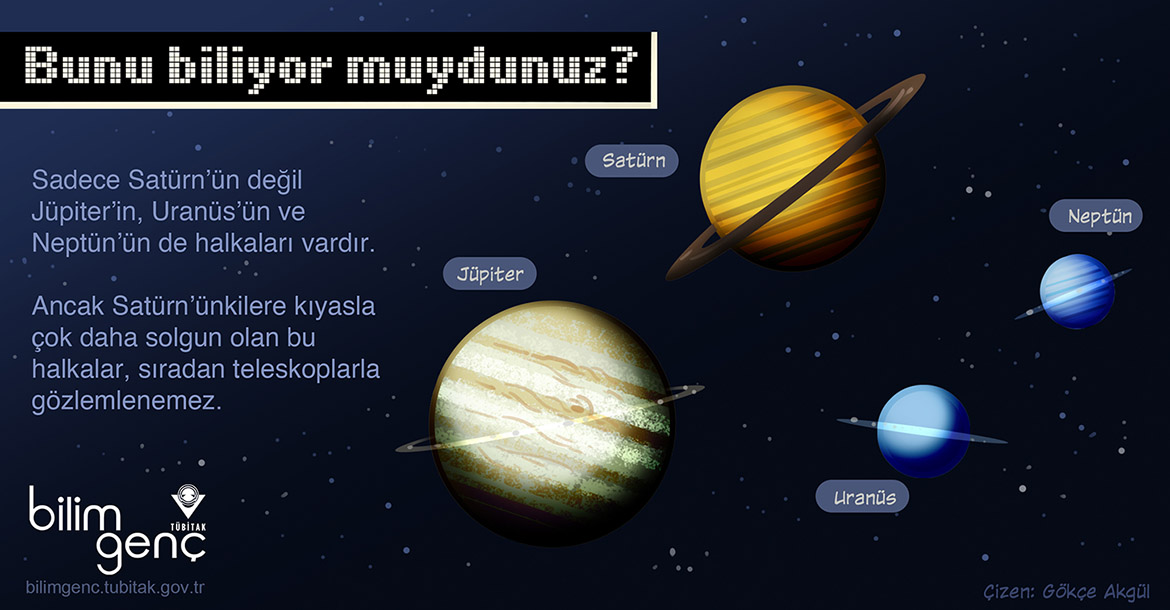 Bunu biliyor muydunuz?
Sadece Satürn’ün değil
Jüpiter’in, Uranüs’ün ve
Neptün’ün de halkaları vardır.
Ancak Satürn’ünkilere kıyasla
çok daha solgun olan bu
halkalar, sıradan teleskoplarla
gözlemlenemez.
Satürn
Neptün
Jüpiter
Uranüs
bilim
genç
TÜBİTAK
bilimgenc.tubitak.gov.tr
Çizen: Gökçe Akgül